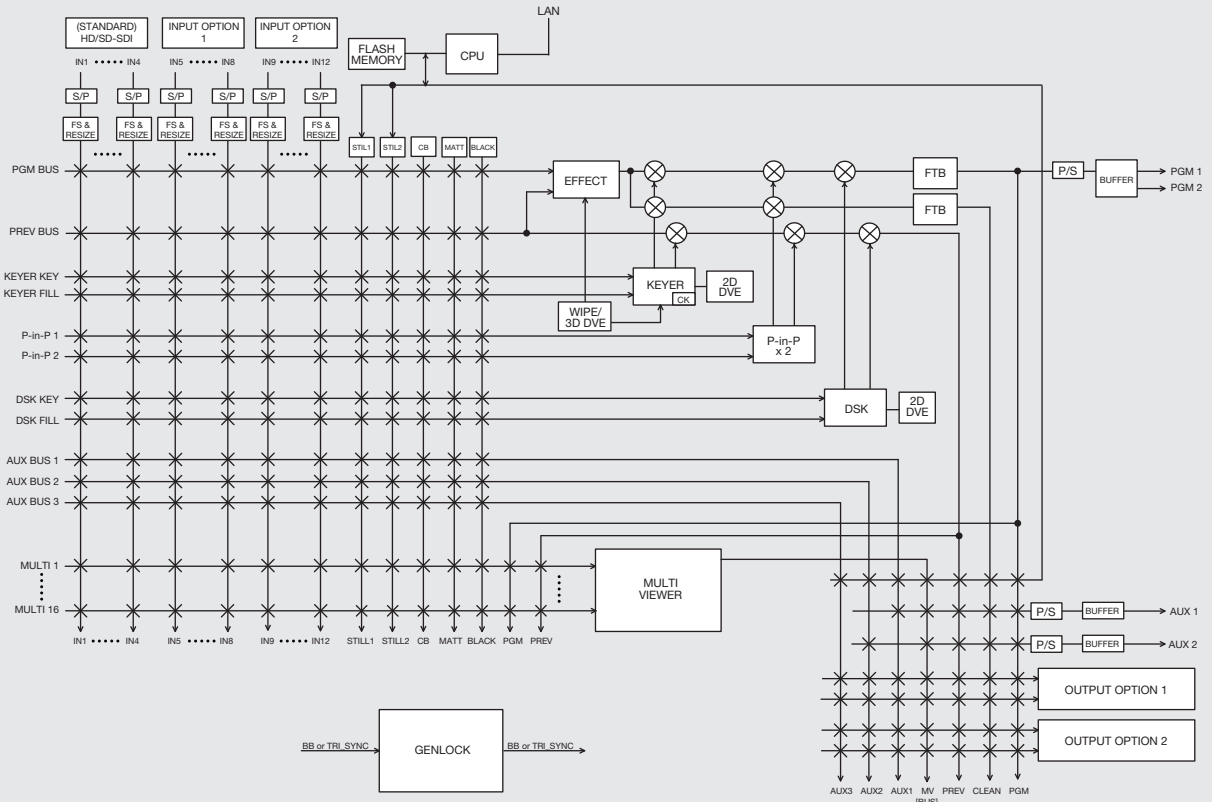 LAN
(STANDARD)
HD/SD-SDI
INPUT OPTION
1
INPUT OPTION
2
FLASH
MEMORY
CPU
IN1 •••••• IN4 IN5 •••••• IN8 IN9 •••••• IN12
S/P S/P S/P S/P S/P S/P
FS &
RESIZE
FS &
RESIZE
FS &
RESIZE
FS &
RESIZE
FS &
RESIZE
FS &
RESIZE
STIL1 STIL2 CB MATT BLACK
PGM BUS
EFFECT
FTB
P/S
BUFFER
PGM 1
PGM 2
FTB
PREV BUS
KEYER KEY
KEYER FILL
KEYER
CK
2D
DVE
WIPE/
3D DVE
P-in-P 1
P-in-P 2
P-in-P
x 2
DSK KEY
DSK FILL
DSK
2D
DVE
AUX BUS 1
AUX BUS 2
AUX BUS 3
MULTI 1
MULTI 16
MULTI
VIEWER
P/S BUFFER AUX 1
P/S BUFFER AUX 2
IN1 •••••• IN4 IN5 •••••• IN8 IN9 •••••• IN12 STILL1 STILL2 CB MATT BLACK PGM PREV
OUTPUT OPTION 1
OUTPUT OPTION 2
BB or TRI_SYNC
GENLOCK
BB or TRI_SYNC
AUX3 AUX2 AUX1 MV PREV CLEAN PGM
[BUS]